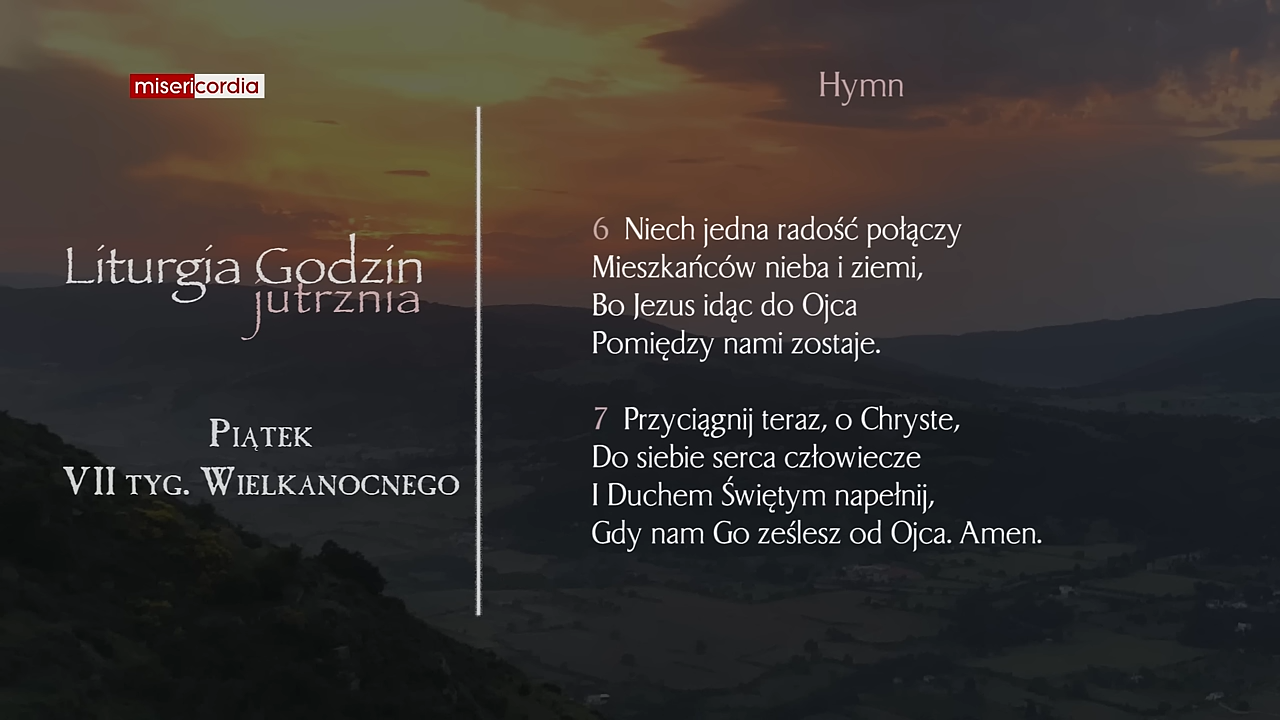 misericordia
Liturgia Godzin
jutrznia
Piątek
VII tyg. Wielkanocnego
Hymn
6 Niech jedna radość połączy
Mieszkańców nieba i ziemi,
Bo Jezus idąc do Ojca
Pomiędzy nami zostaje.
7 Przyciągnij teraz, o Chryste,
Do siebie serca człowiecze
I Duchem Świętym napełnij,
Gdy nam Go ześlesz od Ojca. Amen.